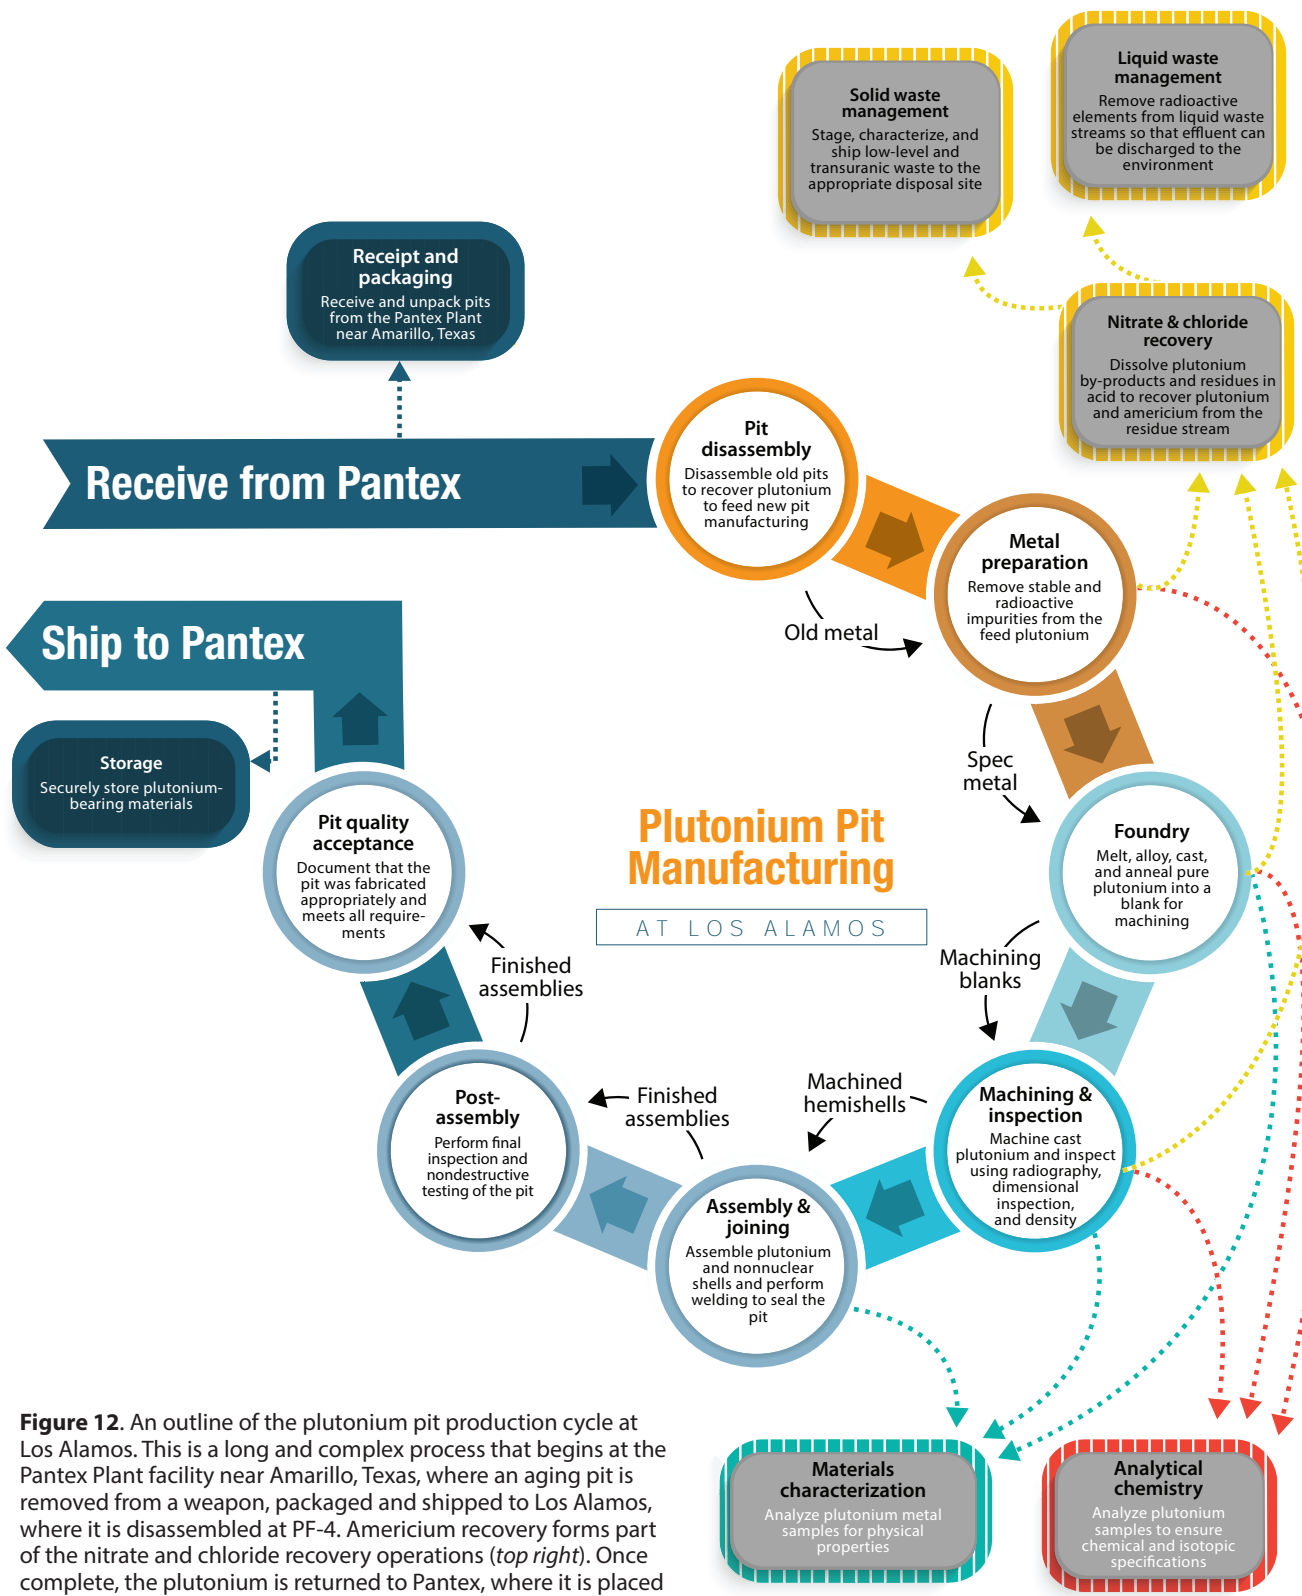 Solid waste
management
Stage, characterize, and
ship low-level and
transuranic waste to the
appropriate disposal site
Liquid waste
management
Remove radioactive
elements from liquid waste
streams so that effluent can
be discharged to the
environment
Receipt and
packaging
Receive and unpack pits
from the Pantex Plant
near Amarillo, Texas
Nitrate & chloride
recovery
Dissolve plutonium
by-products and residues in
acid to recover plutonium
and americium from the
residue stream
Receive from Pantex
Pit
disassembly
Disassemble old pits
to recover plutonium
to feed new pit
manufacturing
Metal
preparation
Remove stable and
radioactive
impurities from the
feed plutonium
Old metal
Ship to Pantex
Storage
Securely store plutonium-
bearing materials
Spec
metal
Pit quality
acceptance
Document that the
pit was fabricated
appropriately and
meets all require-
ments
Plutonium Pit
Manufacturing
AT LOS ALAMOS
Foundry
Melt, alloy, cast,
and anneal pure
plutonium into a
blank for
machining
Finished
assemblies
Machining
blanks
Post-
assembly
Perform final
inspection and
nondestructive
testing of the pit
Finished
assemblies
Machined
hemishells
Machining &
inspection
Machine cast
plutonium and inspect
using radiography,
dimensional
inspection,
and density
Assembly &
joining
Assemble plutonium
and nonnuclear
shells and perform
welding to seal the
pit
Figure 12. An outline of the plutonium pit production cycle at
Los Alamos. This is a long and complex process that begins at the
Pantex Plant facility near Amarillo, Texas, where an aging pit is
removed from a weapon, packaged and shipped to Los Alamos,
where it is disassembled at PF-4. Americium recovery forms part
of the nitrate and chloride recovery operations (top right). Once
complete, the plutonium is returned to Pantex, where it is placed
Materials
characterization
Analyze plutonium metal
samples for physical
properties
Analytical
chemistry
Analyze plutonium
samples to ensure
chemical and isotopic
specifications